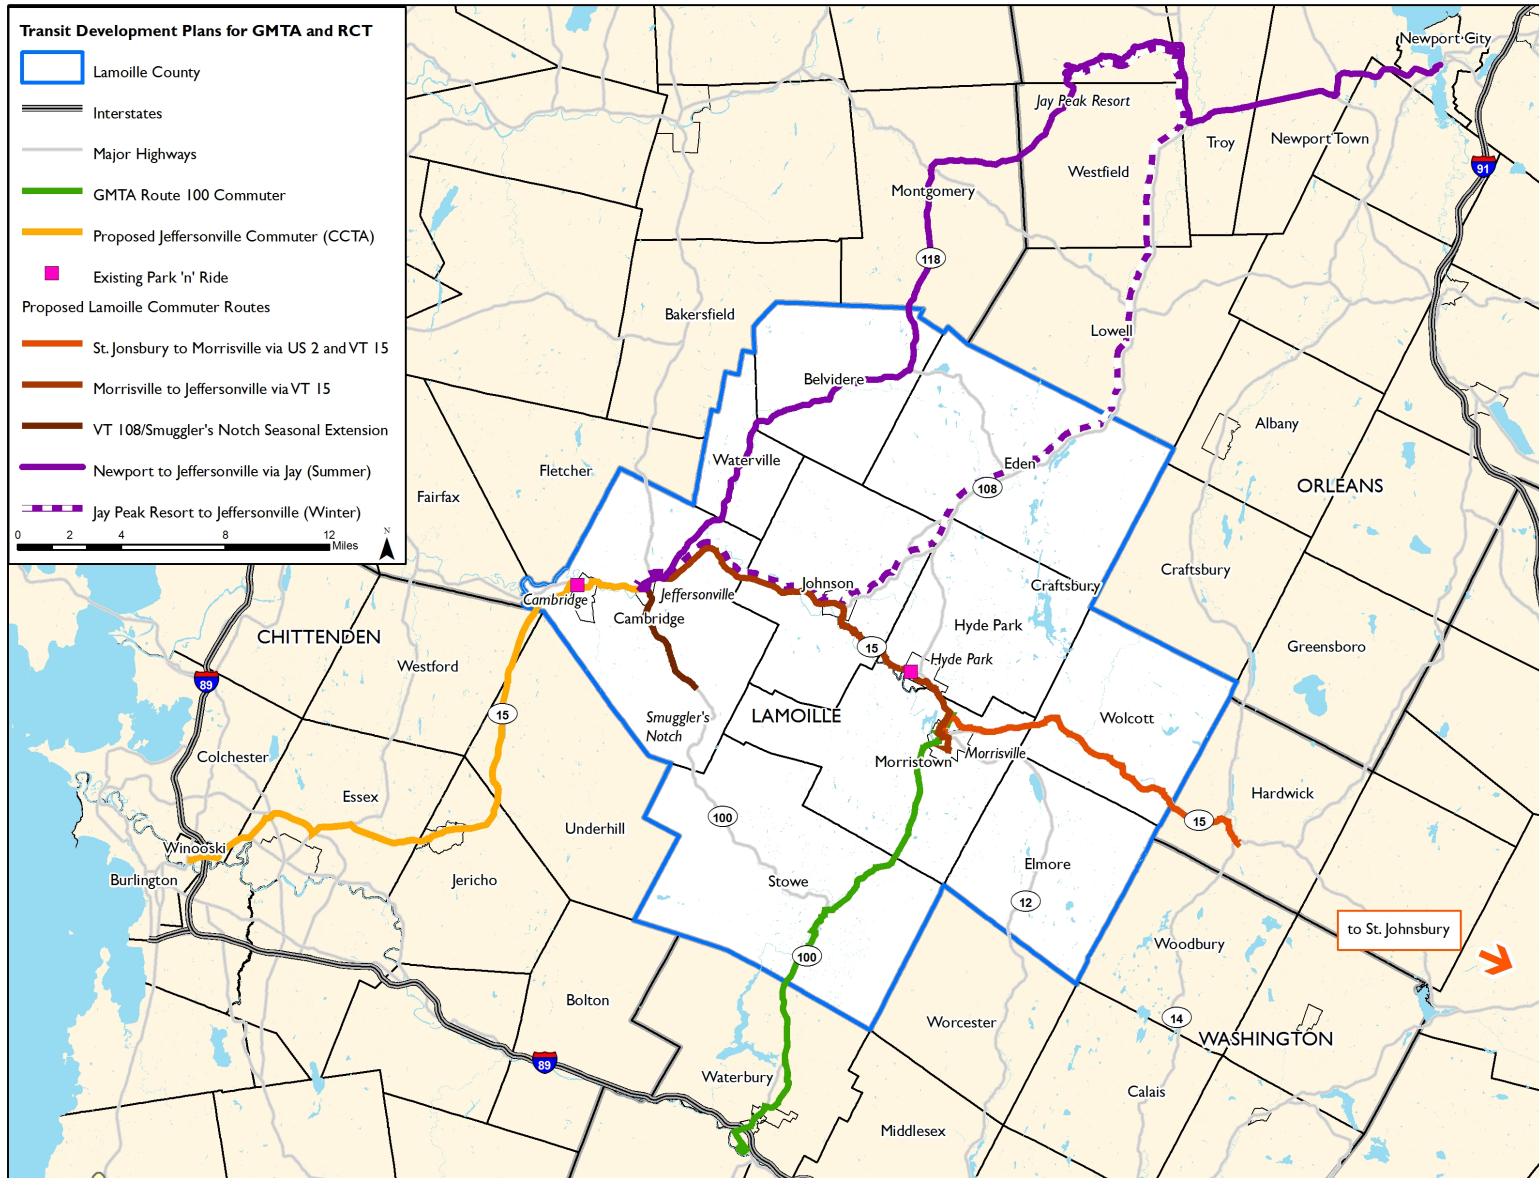 Transit Development Plans for GMTA and RCT
Lamoille County
Interstates
Major Highways
GMTA Route 100 Commuter
Proposed Jeffersonville Commuter (CCTA)
Existing Park 'n' Ride
Proposed Lamoille Commuter Routes
St. Jonsbury to Morrisville via US 2 and VT 15
Morrisville to Jeffersonville via VT 15
VT 108/Smuggler's Notch Seasonal Extension
Newport to Jeffersonville via Jay (Summer)
Jay Peak Resort to Jeffersonville (Winter)
N
0 2 4 8 12
Miles
Newport City
Jay Peak Resort
Troy
Newport Town
91
Westfield
Montgomery
118
Bakersfield
Lowell
Belvidere
Albany
Waterville
Eden
Fletcher
108
ORLEANS
Fairfax
Johnson
Craftsbury
Craftsbury
Cambridge
Jeffersonville
Cambridge
Hyde Park
CHITTENDEN
15
Greensboro
Hyde Park
Westford
89
15
Smuggler's
Notch
LAMOILLE
Wolcott
Colchester
Morristown
Morrisville
Essex
Hardwick
100
15
Underhill
Winooski
Elmore
Burlington
Jericho
Stowe
12
to St. Johnsbury
Woodbury
100
Bolton
14
Worcester
WASHINGTON
89
Waterbury
Calais
Middlesex